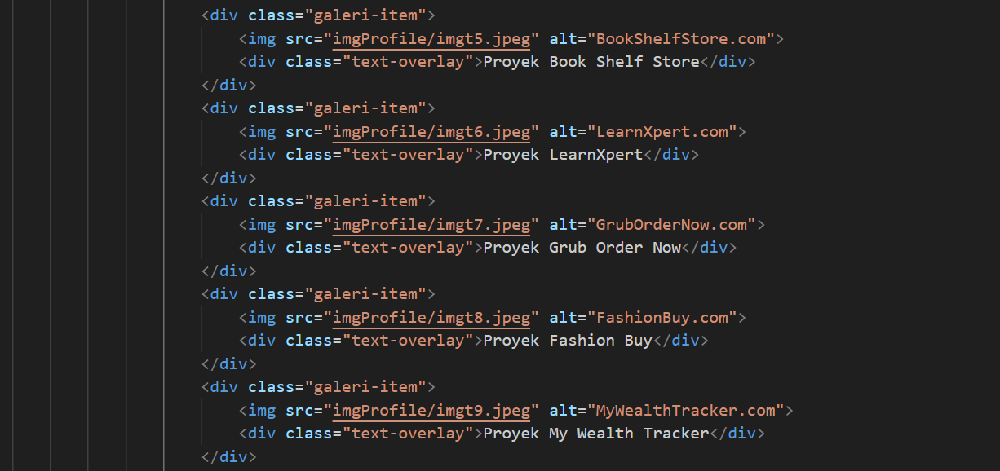 <div class="galeri-item">
<img src="imgProfile/imgt5.jpeg" alt="BookShelfStore.com">
<div class="text-overlay">Proyek Book Shelf Store</div>
</div>
<div class="galeri-item">
<img src="imgProfile/imgt6.jpeg" alt="LearnXpert.com">
<div class="text-overlay">Proyek LearnXpert</div>
</div>
<div class="galeri-item">
<img src="imgProfile/imgt7.jpeg" alt="GrubOrderNow.com">
<div class="text-overlay">Proyek Grub Order Now</div>
</div>
<div class="galeri-item">
<img src="imgProfile/imgt8.jpeg" alt="FashionBuy.com">
<div class="text-overlay">Proyek Fashion Buy</div>
</div>
<div class="galeri-item">
<img src="imgProfile/imgt9.jpeg" alt="MyWealthTracker.com">
<div class="text-overlay">Proyek My Wealth Tracker</div>
</div>